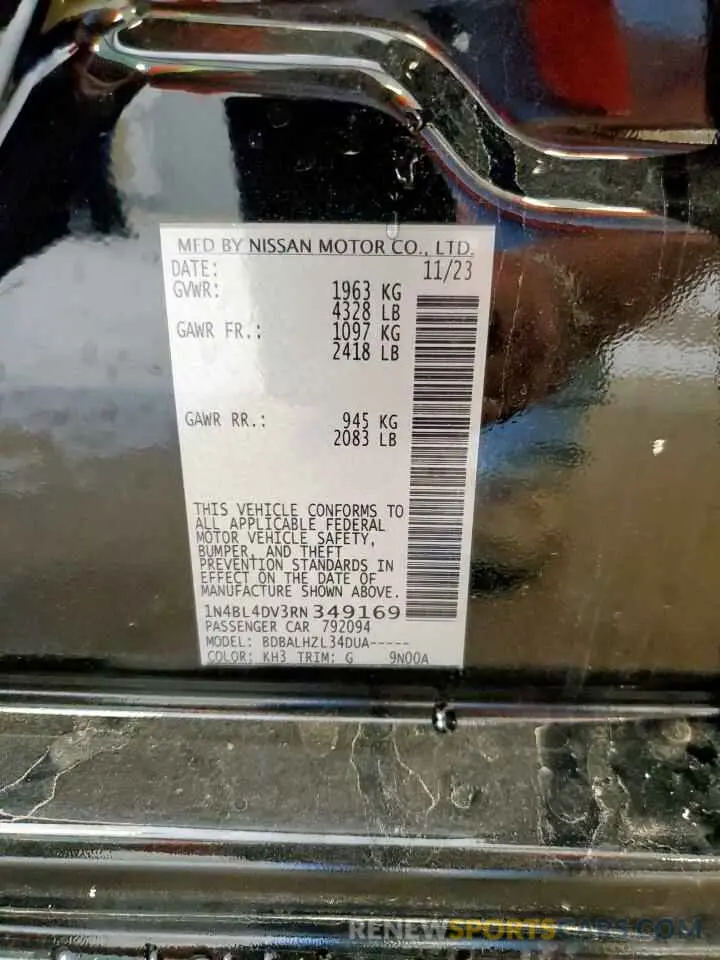 MFD BY NISSAN MOTOR CO., LTD.
DATE: 11/23
GVWR: 1963 KG
4328 LB
GAWR FR.: 1097 KG
2418 LB
GAWR RR.: 945 KG
2083 LB
THIS VEHICLE CONFORMS TO
ALL APPLICABLE FEDERAL
MOTOR VEHICLE SAFETY,
BUMPER, AND THEFT
PREVENTION STANDARDS IN
EFFECT ON THE DATE OF
MANUFACTURE SHOWN ABOVE.
1N4BL4DV3RN349169
PASSENGER CAR 792094
MODEL: BDBALHZL34DUA-----
COLOR: KH3 TRIM: G 9N00A
RENEWSPORTSCARS.COM